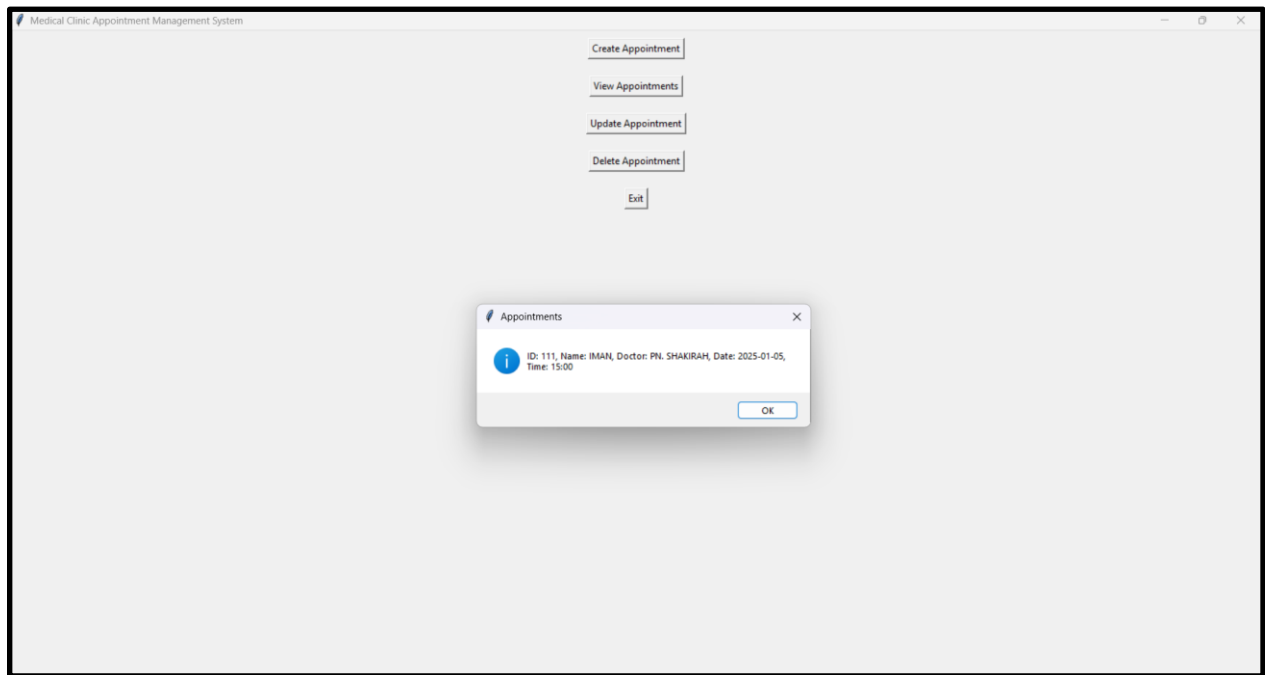 Medical Clinic Appointment Management System
Create Appointment
View Appointments
Update Appointment
Delete Appointment
Exit
Appointments
ID: 111, Name: IMAN, Doctor: PN. SHAKIRAH, Date: 2025-01-05,
Time: 15:00
OK